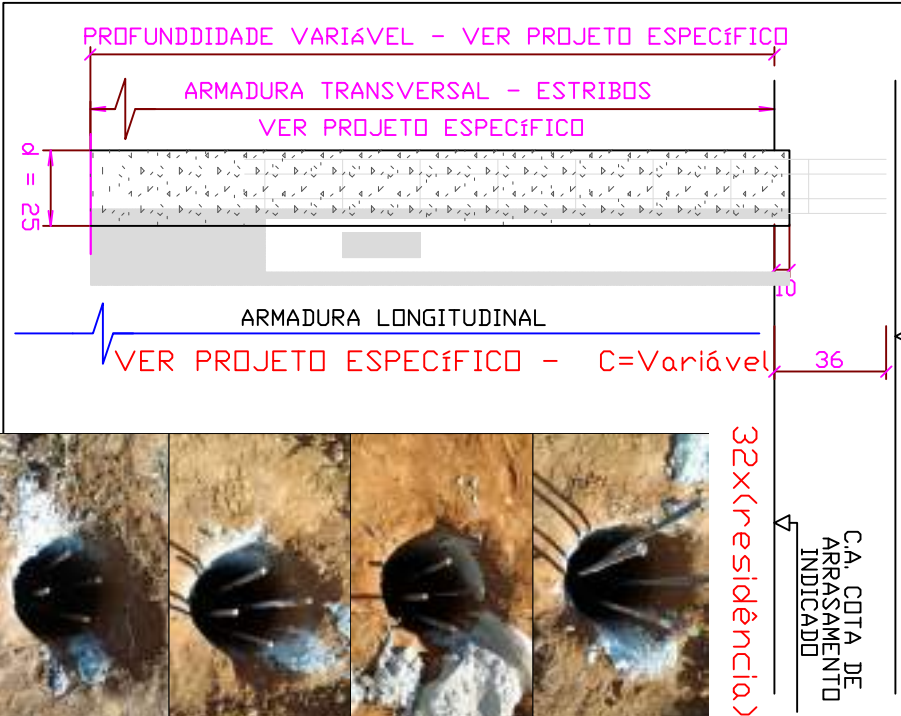 PROFUNDDIDADE VARIáVEL - VER PROJETO ESPECíFICO
ARMADURA TRANSVERSAL - ESTRIBOS
VER PROJETO ESPECíFICO
d = 25
10
ARMADURA LONGITUDINAL
VER PROJETO ESPECíFICO - C=Variável
36
32x(residência)
C.A. COTA DE
ARRASAMENTO
INDICADO